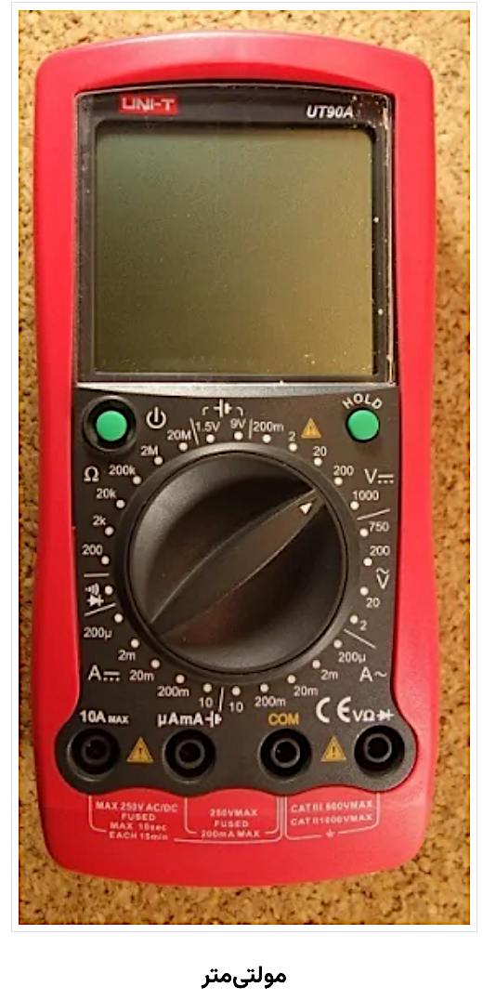 UNI-T
UT90A
HOLD
1.5V 9V 200m
20M 2
2M 20
Ω 200k 200 V
20k 1000
2k 750
200 200
V
20
200µ 2
2m 200µ
A 20m 2m A~
200m 10 10 200m 20m
10A MAX µAmA COM CE VΩ
MAX 250V AC/DC
FUSED
MAX 10sec
EACH 15min
250VMAX
FUSED
200mA MAX
CAT III 600VMAX
CAT II 1000VMAX
مولتی‌متر